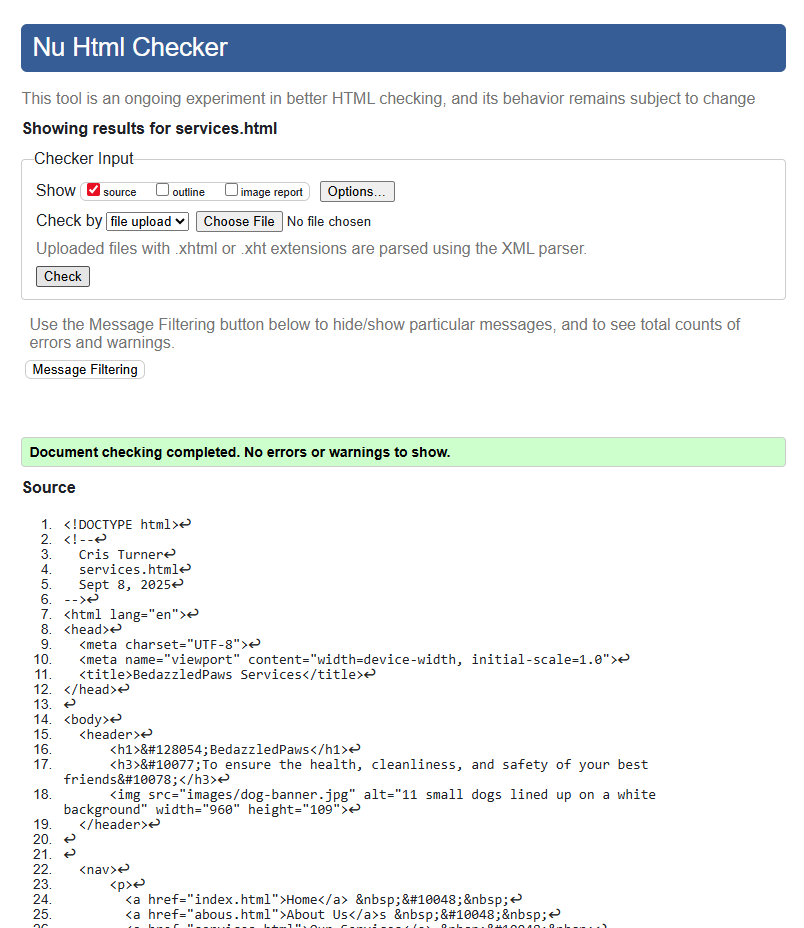 Nu Html Checker
This tool is an ongoing experiment in better HTML checking, and its behavior remains subject to change
Showing results for services.html
Checker Input
Show source outline image report Options...
Check by file upload Choose File No file chosen
Uploaded files with .xhtml or .xht extensions are parsed using the XML parser.
Check
Use the Message Filtering button below to hide/show particular messages, and to see total counts of
errors and warnings.
Message Filtering
Document checking completed. No errors or warnings to show.
Source
1. <!DOCTYPE html>↩
2. <!--↩
3. Cris Turner↩
4. services.html↩
5. Sept 8, 2025↩
6. -->↩
7. <html lang="en">↩
8. <head>↩
9. <meta charset="UTF-8">↩
10. <meta name="viewport" content="width=device-width, initial-scale=1.0">↩
11. <title>BedazzledPaws Services</title>↩
12. </head>↩
13. ↩
14. <body>↩
15. <header>↩
16. <h1>&#128054;BedazzledPaws</h1>↩
17. <h3>&#10077;To ensure the health, cleanliness, and safety of your best
friends&#10078;</h3>↩
18. <img src="images/dog-banner.jpg" alt="11 small dogs lined up on a white
background" width="960" height="109">↩
19. </header>↩
20. ↩
21. ↩
22. <nav>↩
23. <p>↩
24. <a href="index.html">Home</a> &nbsp;&#10048;&nbsp;↩
25. <a href="abous.html">About Us</a>s &nbsp;&#10048;&nbsp;↩
26. <a href="services.html">Our Services</a> &nbsp;&#10048;&nbsp;↩